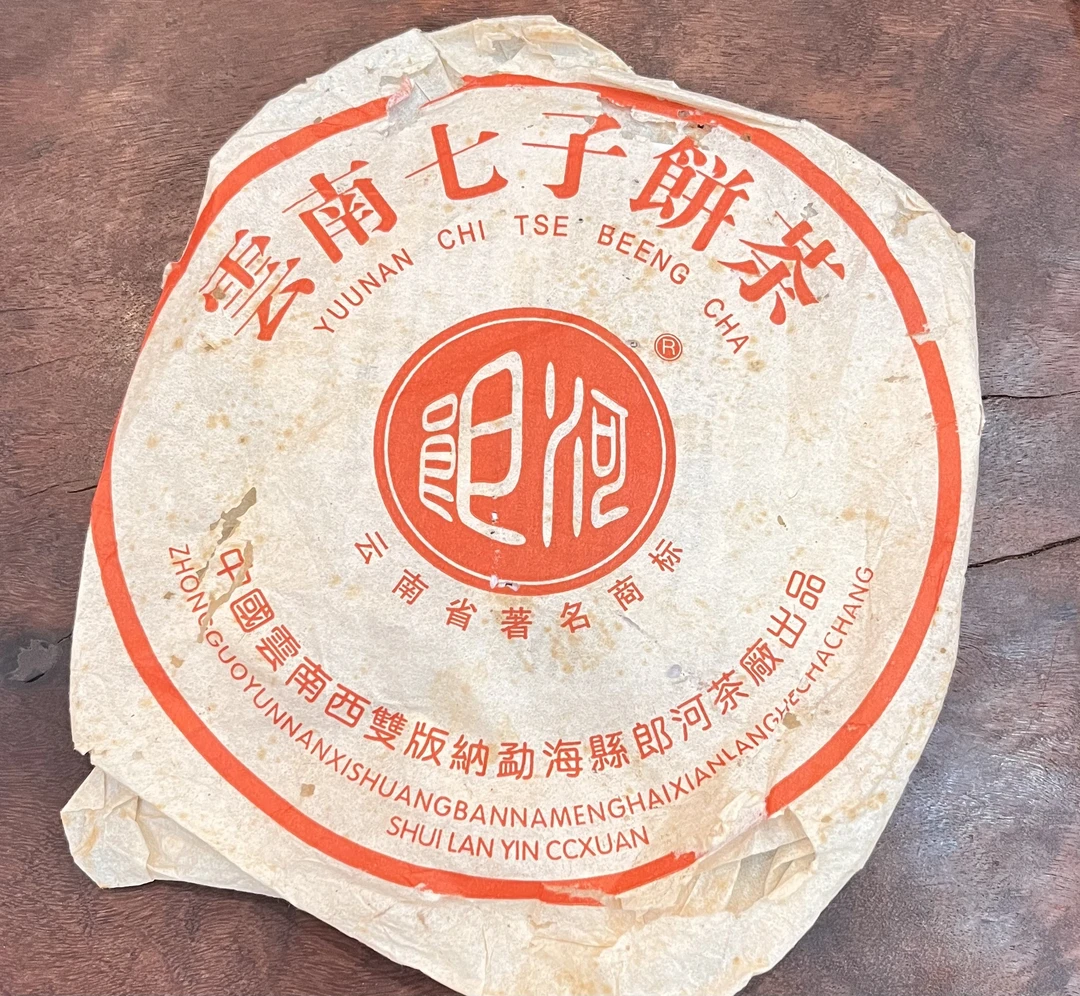 雲南七子餅茶
YUUNAN CHI TSE BEENG CHA
®
郎河
云南省著名商标
中國雲南西雙版納勐海縣郎河茶廠出品
ZHONGGUOYUNNANXISHUANGBANNAMENGHAIXIANLANGHECHACHANG
SHUI LAN YIN CCXUAN